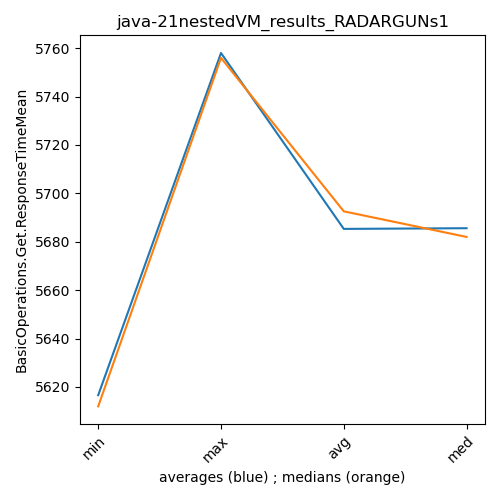 java-21nestedVM_results_RADARGUNs1
BasicOperations.Get.ResponseTimeMean
5760
5740
5720
5700
5680
5660
5640
5620
min
max
avg
med
averages (blue) ; medians (orange)